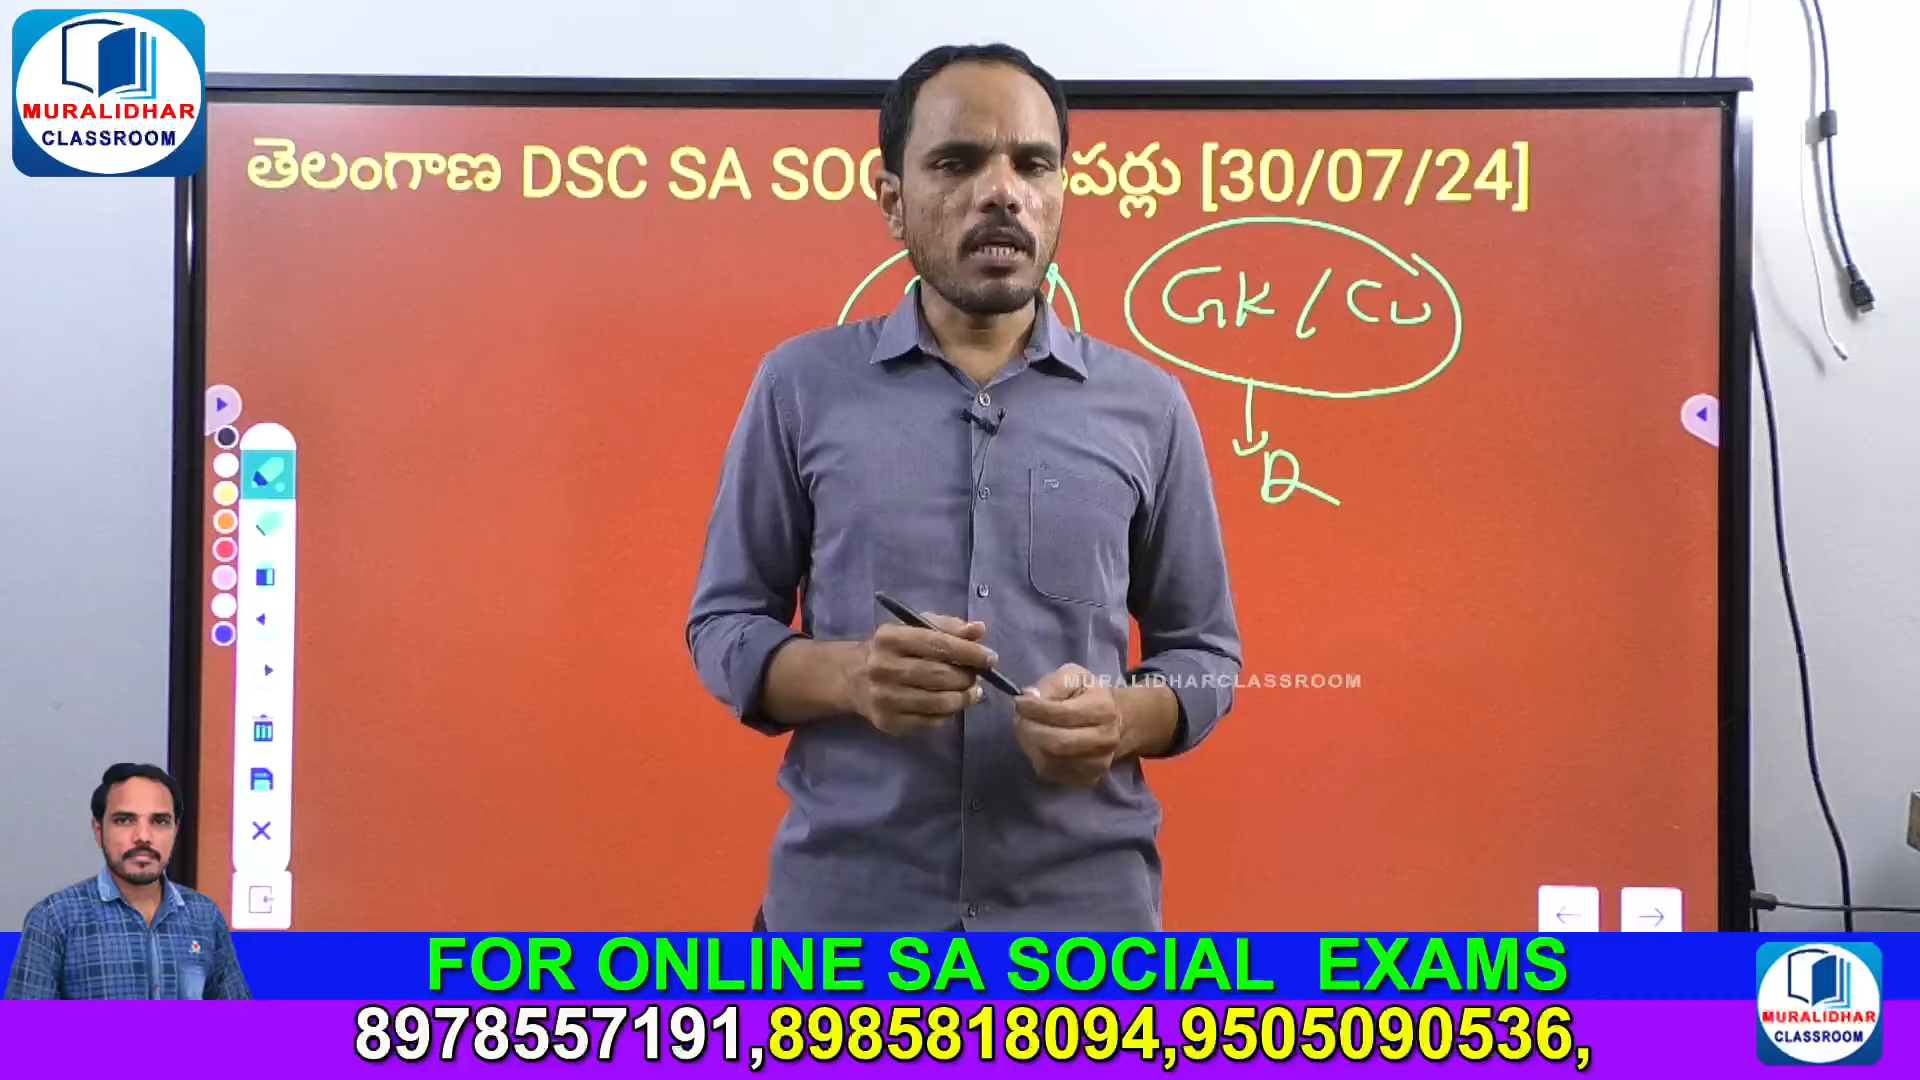 MURALIDHAR
CLASSROOM
తెలంగాణ DSC SA SOC పర్లు [30/07/24]
GK / CU
MURALIDHARCLASSROOM
FOR ONLINE SA SOCIAL EXAMS
8978557191,8985818094,9505090536,
MURALIDHAR
CLASSROOM